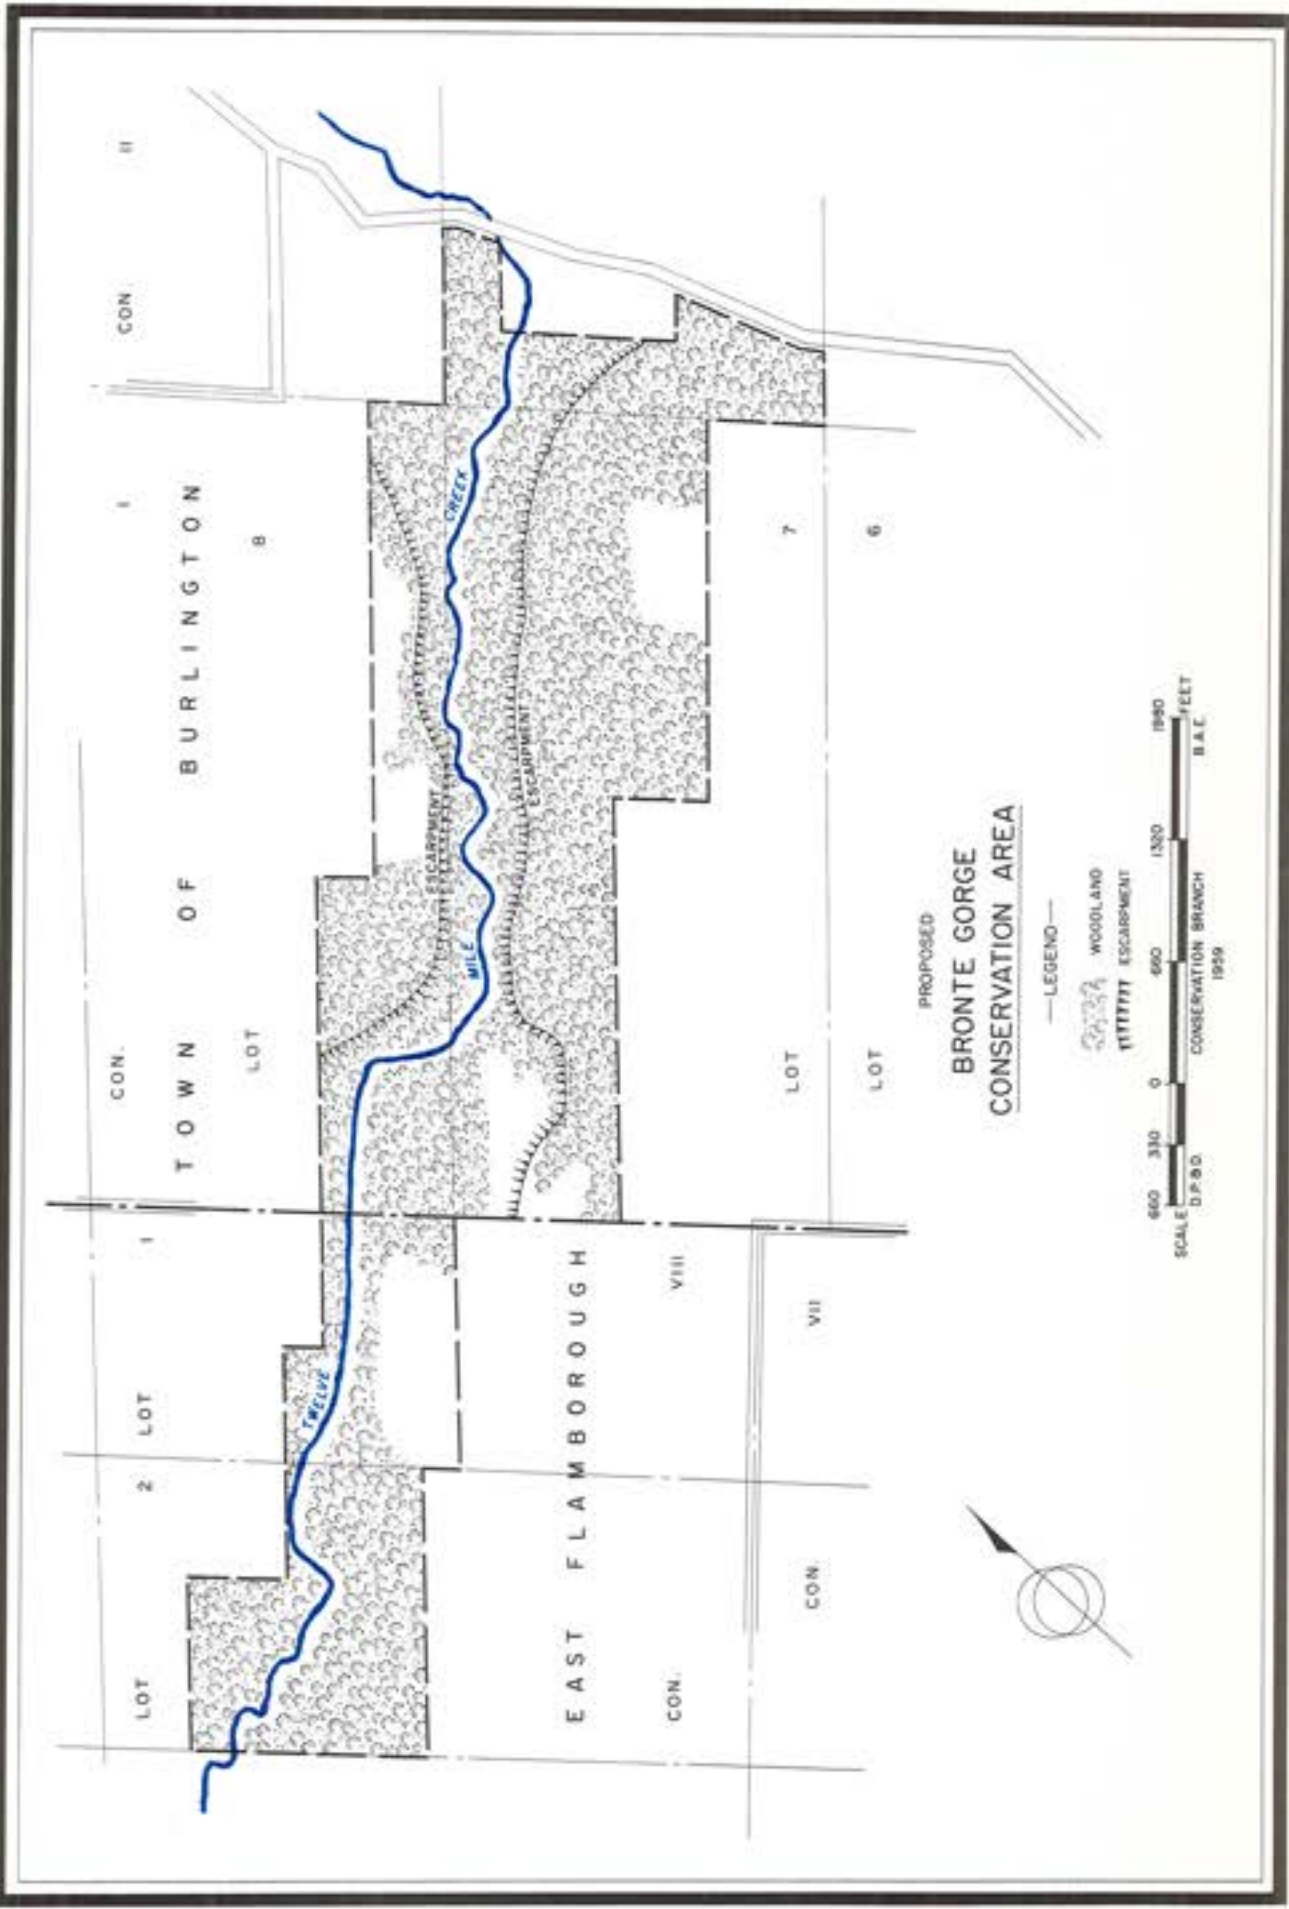 CON. I CON. II
LOT 2 LOT 1
TOWN OF BURLINGTON
LOT 8
TWELVE MILE CREEK
ESCARPMENT
ESCARPMENT
EAST FLAMBOROUGH
CON. VIII
LOT 7
CON. VII
LOT 6
PROPOSED
BRONTE GORGE
CONSERVATION AREA
—LEGEND—
WOODLAND
ESCARPMENT
660 330 0 660 1320 1980
SCALE FEET
D.P.&D. CONSERVATION BRANCH B.A.E.
1959